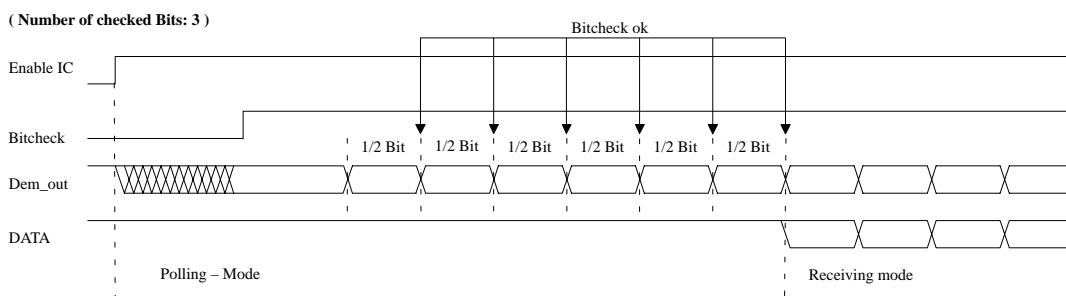 ( Number of checked Bits: 3 )
Bitcheck ok
Enable IC
Bitcheck
1/2 Bit 1/2 Bit 1/2 Bit 1/2 Bit 1/2 Bit 1/2 Bit
Dem_out
DATA
Polling – Mode Receiving mode